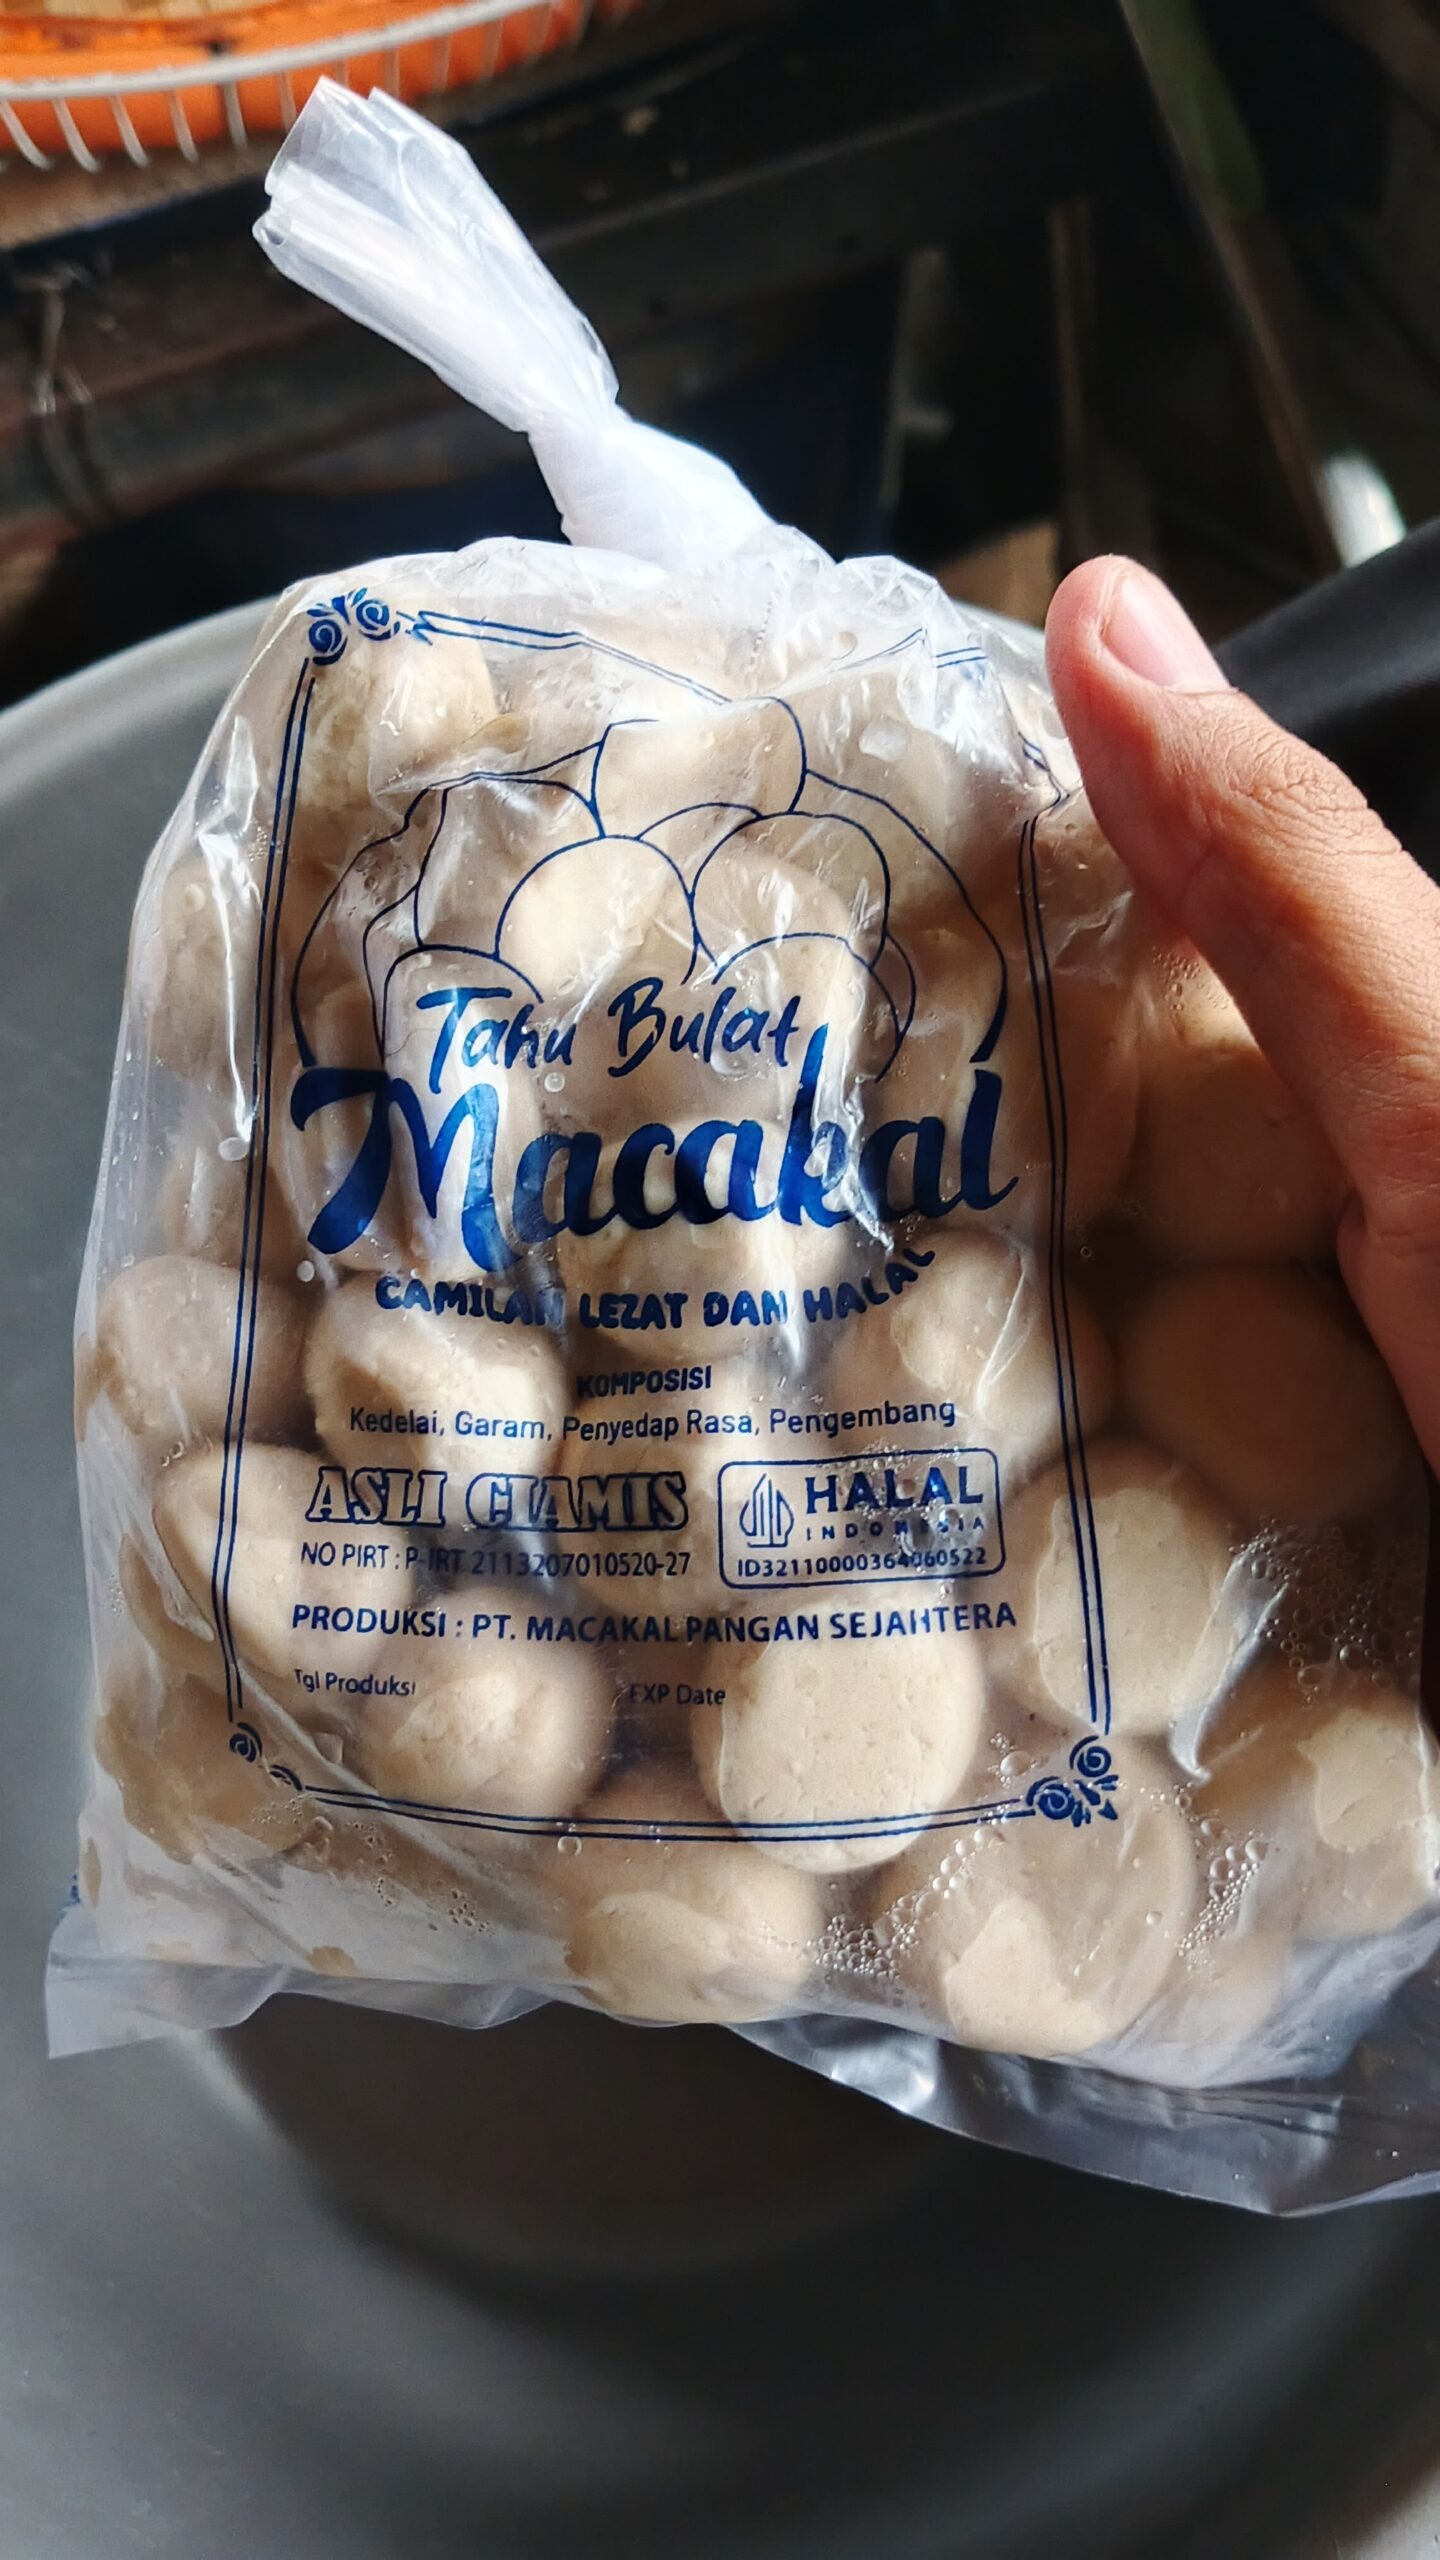 Tahu Bulat
Macakal
CAMILAN LEZAT DAN HALAL
KOMPOSISI
Kedelai, Garam, Penyedap Rasa, Pengembang
ASLI CIAMIS
NO PIRT : P-IRT 2113207010520-27
HALAL
INDONESIA
ID32110000364060522
PRODUKSI : PT. MACAKAL PANGAN SEJAHTERA
Tgl Produksi
EXP Date